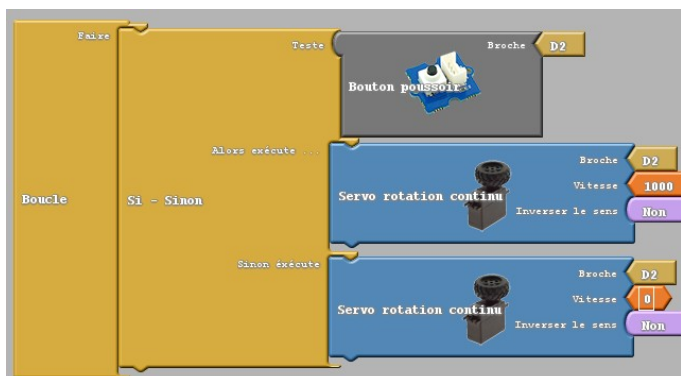 Faire
Teste
Broche D2
Bouton poussoir
Alors exécute ...
Broche D2
Boucle
Si - Sinon
Servo rotation continu
Vitesse 1000
Inverser le sens Non
Sinon éxécute
Broche D2
Servo rotation continu
Vitesse 0
Inverser le sens Non